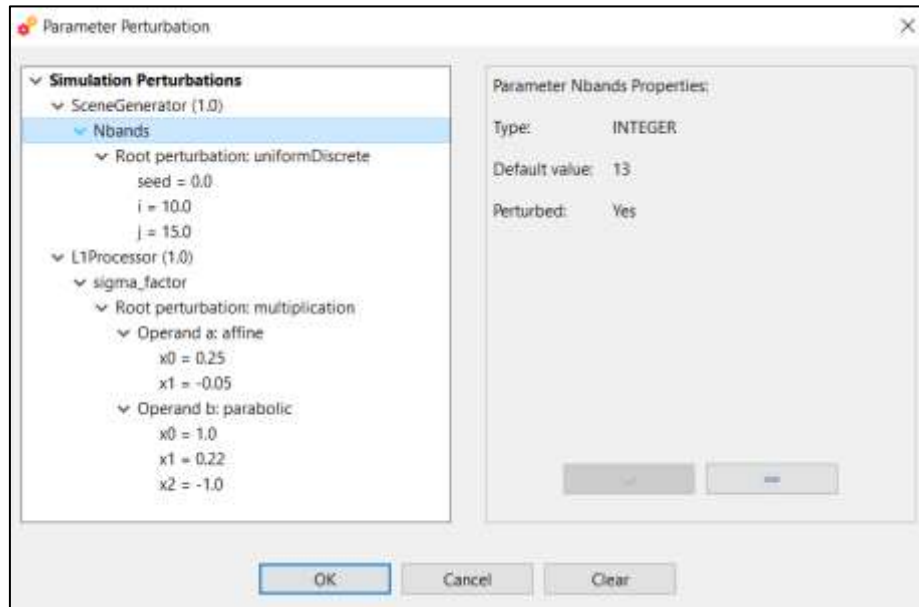 Parameter Perturbation
Simulation Perturbations
SceneGenerator (1.0)
Nbands
Root perturbation: uniformDiscrete
seed = 0.0
i = 10.0
j = 15.0
L1Processor (1.0)
sigma_factor
Root perturbation: multiplication
Operand a: affine
x0 = 0.25
x1 = -0.05
Operand b: parabolic
x0 = 1.0
x1 = 0.22
x2 = -1.0
Parameter Nbands Properties:
Type: INTEGER
Default value: 13
Perturbed: Yes
OK Cancel Clear